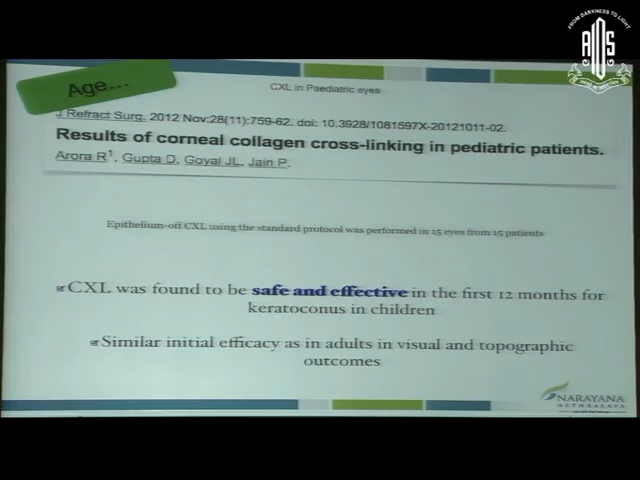 FROM DARKNESS TO LIGHT
AIOS
Age...
CXL in Paediatric eyes
J Refract Surg. 2012 Nov;28(11):759-62. doi: 10.3928/1081597X-20121011-02.
Results of corneal collagen cross-linking in pediatric patients.
Arora R1, Gupta D, Goyal JL, Jain P.
Epithelium-off CXL using the standard protocol was performed in 15 eyes from 15 patients
CXL was found to be safe and effective in the first 12 months for
keratoconus in children
Similar initial efficacy as in adults in visual and topographic
outcomes
NARAYANA
NETHRALAYA